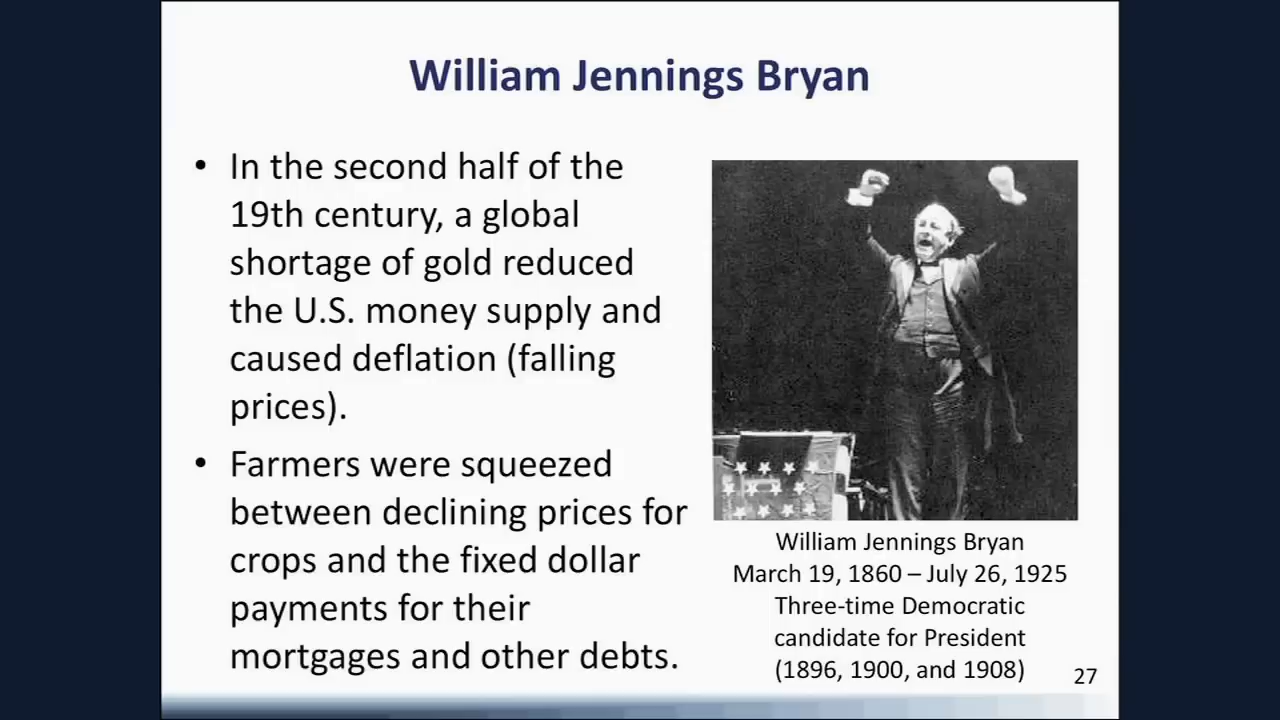 William Jennings Bryan
• In the second half of the
19th century, a global
shortage of gold reduced
the U.S. money supply and
caused deflation (falling
prices).
• Farmers were squeezed
between declining prices for
crops and the fixed dollar
payments for their
mortgages and other debts.
William Jennings Bryan
March 19, 1860 – July 26, 1925
Three-time Democratic
candidate for President
(1896, 1900, and 1908)
27